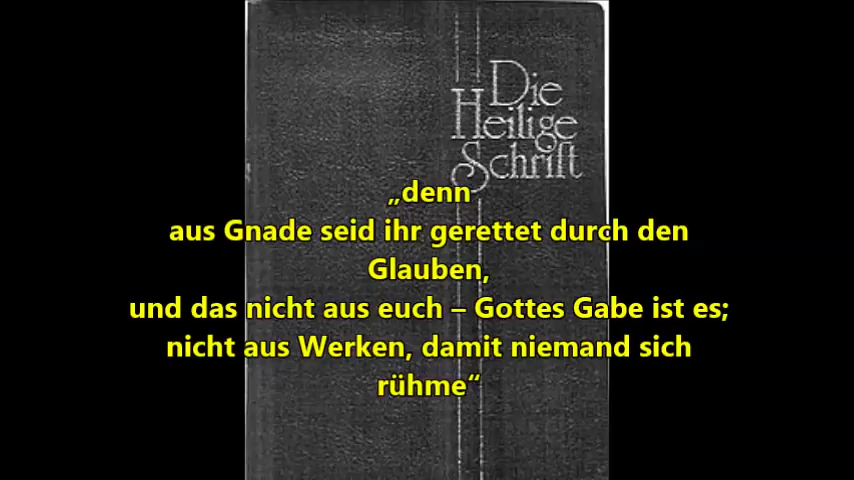 Die
Heilige
Schrift
„denn
aus Gnade seid ihr gerettet durch den
Glauben,
und das nicht aus euch – Gottes Gabe ist es;
nicht aus Werken, damit niemand sich
rühme“